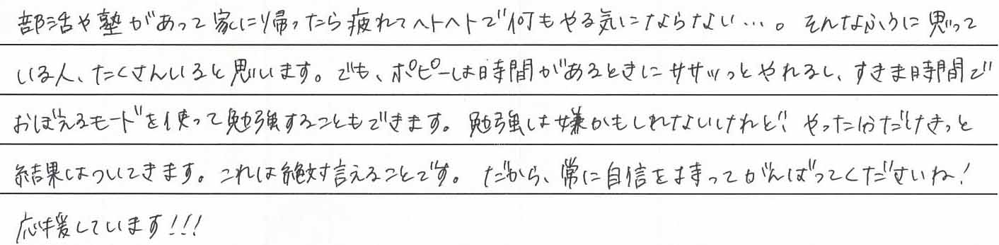 部活や塾があって家に帰ったら疲れてヘトヘトで何もやる気にならない…。そんなふうに思って
いる人、たくさんいると思います。でも、ポピーは時間があるときにササッっとやれるし、すきま時間で
おぼえるモードを使って勉強することもできます。勉強は嫌かもしれないけれど、やった分だけきっと
結果はついてきます。これは絶対言えることです。だから、常に自信を持ってがんばってくださいね！
応援しています！！！